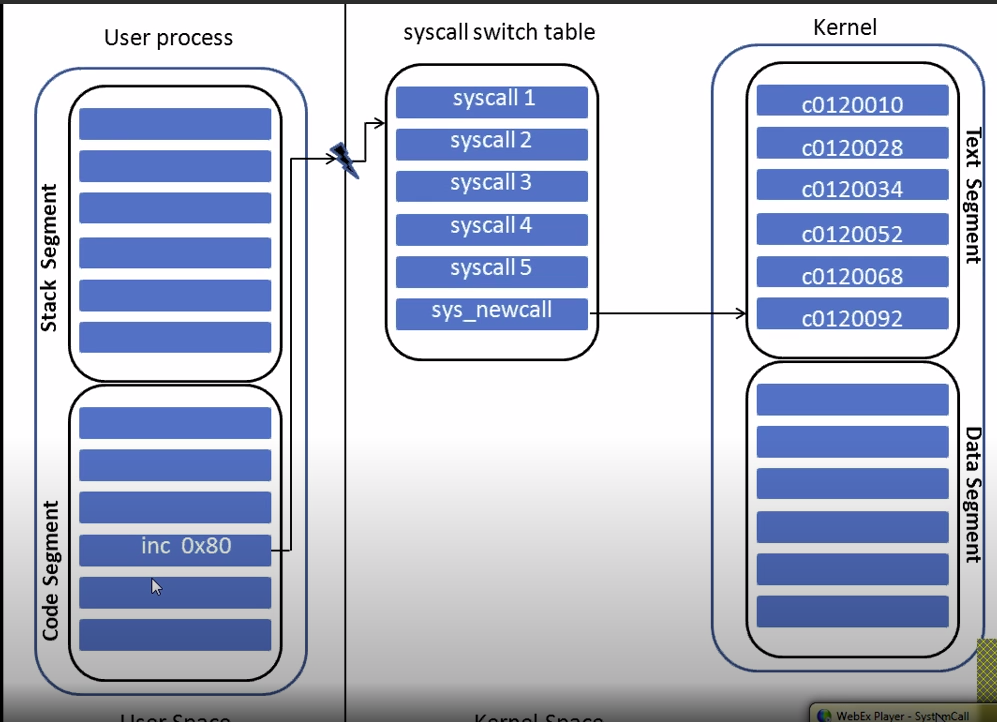 User process
syscall switch table
Kernel
Stack Segment
Code Segment
inc 0x80
syscall 1
syscall 2
syscall 3
syscall 4
syscall 5
sys_newcall
c0120010
c0120028
c0120034
c0120052
c0120068
c0120092
Text Segment
Data Segment
User Space
Kernel Space
WebEx Player - SystemCall